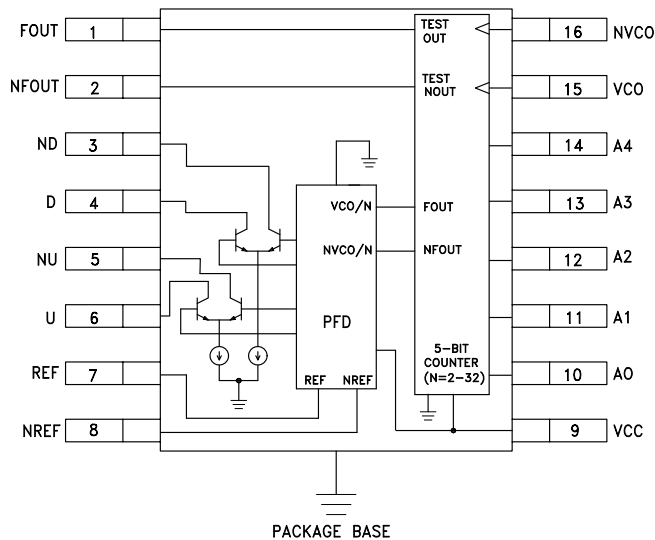 FOUT 1
NFOUT 2
ND 3
D 4
NU 5
U 6
REF 7
NREF 8
TEST
OUT
TEST
NOUT
VCO/N
FOUT
NVCO/N
NFOUT
PFD
REF NREF
5-BIT
COUNTER
(N=2-32)
16 NVCO
15 VCO
14 A4
13 A3
12 A2
11 A1
10 A0
9 VCC
PACKAGE BASE